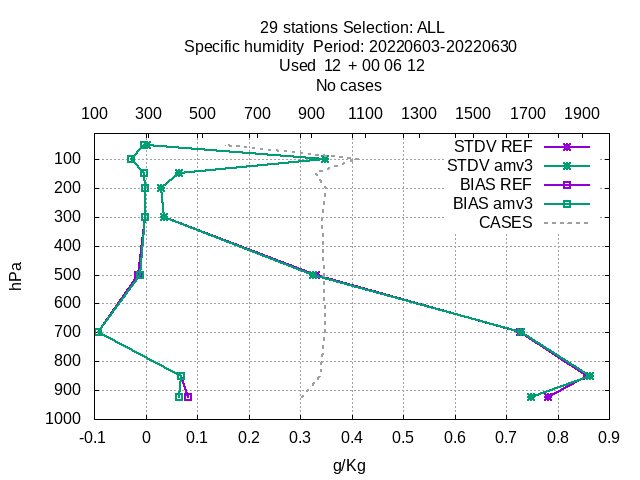 29 stations Selection: ALL
Specific humidity  Period: 20220603-20220630
Used  12  + 00 06 12
No cases
100 300 500 700 900 1100 1300 1500 1700 1900
STDV REF
STDV amv3
BIAS REF
BIAS amv3
CASES
hPa
100
200
300
400
500
600
700
800
900
1000
-0.1 0 0.1 0.2 0.3 0.4 0.5 0.6 0.7 0.8 0.9
g/Kg